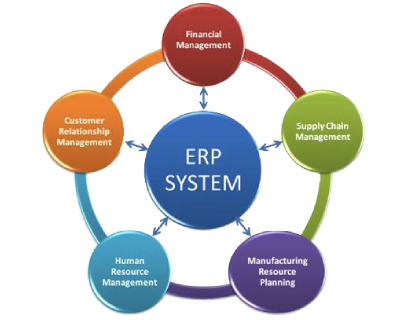 Financial
Management
Customer
Relationship
Management
Supply Chain
Management
ERP
SYSTEM
Human
Resource
Management
Manufacturing
Resource
Planning